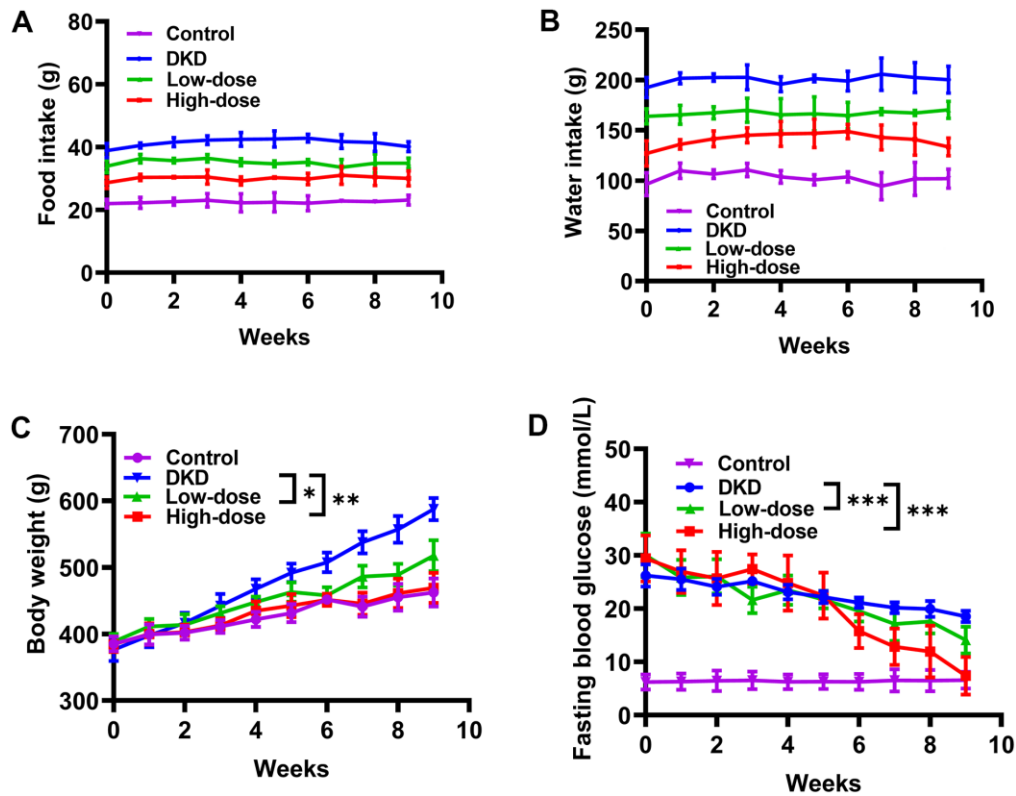 A
Food intake (g)
80
60
40
20
0
Control
DKD
Low-dose
High-dose
0 2 4 6 8 10
Weeks
B
Water intake (g)
250
200
150
100
50
0
Control
DKD
Low-dose
High-dose
0 2 4 6 8 10
Weeks
C
Body weight (g)
700
600
500
400
300
Control
DKD
Low-dose
High-dose
* **
0 2 4 6 8 10
Weeks
D
Fasting blood glucose (mmol/L)
50
40
30
20
10
0
Control
DKD
Low-dose
High-dose
*** ***
0 2 4 6 8 10
Weeks